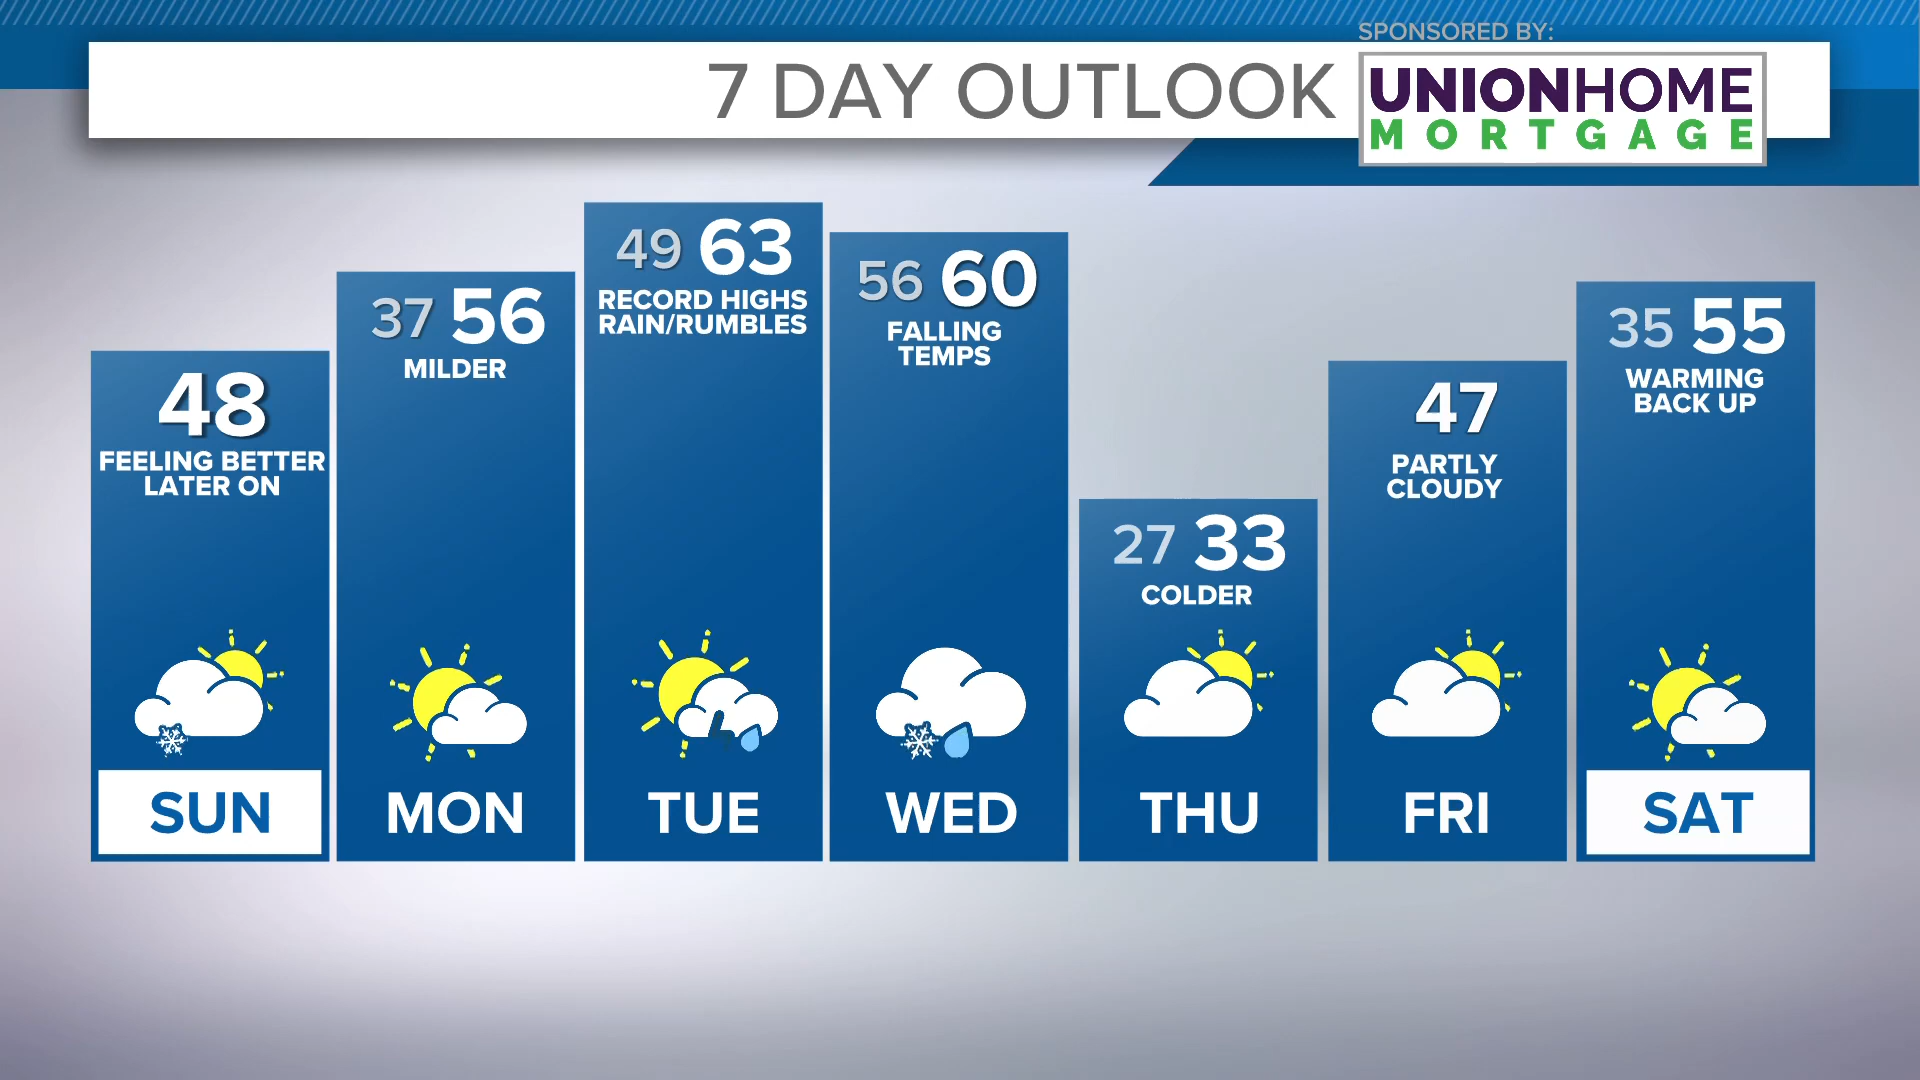 SPONSORED BY:
7 DAY OUTLOOK
UNIONHOME
MORTGAGE
48
FEELING BETTER
LATER ON
SUN
37 56
MILDER
MON
49 63
RECORD HIGHS
RAIN/RUMBLES
TUE
56 60
FALLING
TEMPS
WED
27 33
COLDER
THU
47
PARTLY
CLOUDY
FRI
35 55
WARMING
BACK UP
SAT